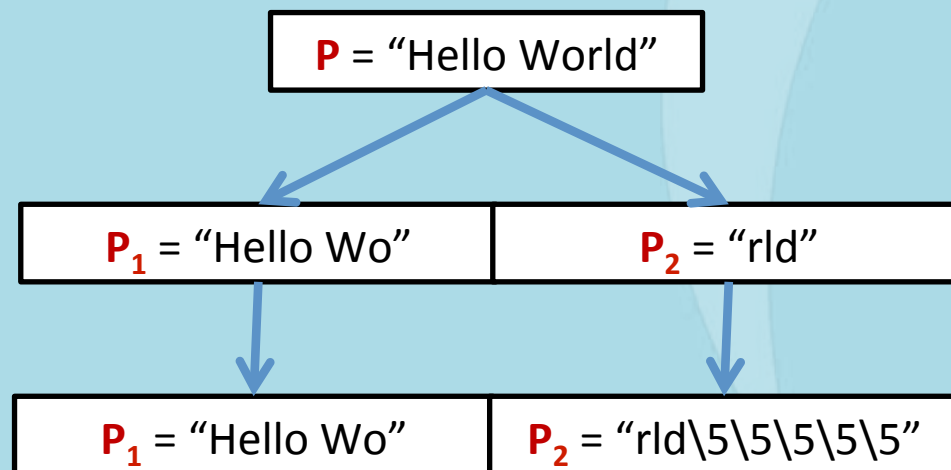 P = “Hello World”
P₁ = “Hello Wo”
P₂ = “rld”
P₁ = “Hello Wo”
P₂ = “rld\5\5\5\5\5”